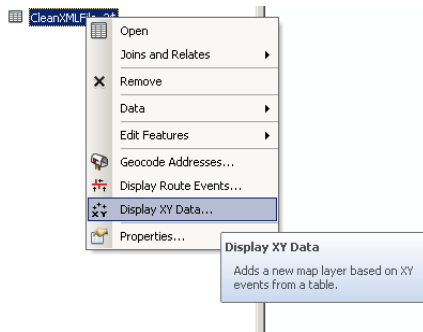 CleanXMLFile_2$
Open
Joins and Relates
Remove
Data
Edit Features
Geocode Addresses...
Display Route Events...
Display XY Data...
Properties...
Display XY Data
Adds a new map layer based on XY
events from a table.